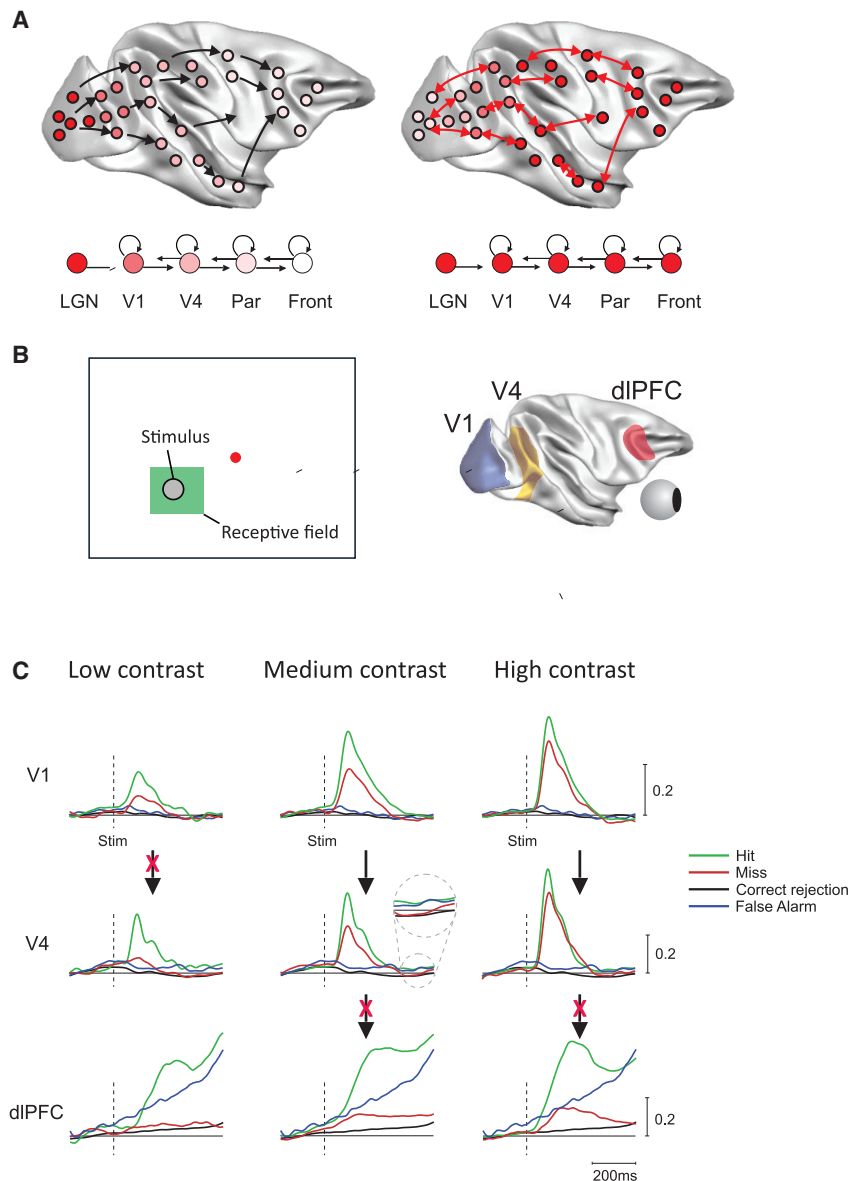 A
LGN V1 V4 Par Front
LGN V1 V4 Par Front
B
Stimulus
Receptive field
V1
V4
dlPFC
C
Low contrast Medium contrast High contrast
V1
0.2
Stim Stim Stim
X
Hit
Miss
Correct rejection
False Alarm
V4
0.2
X X
dlPFC
0.2
200ms